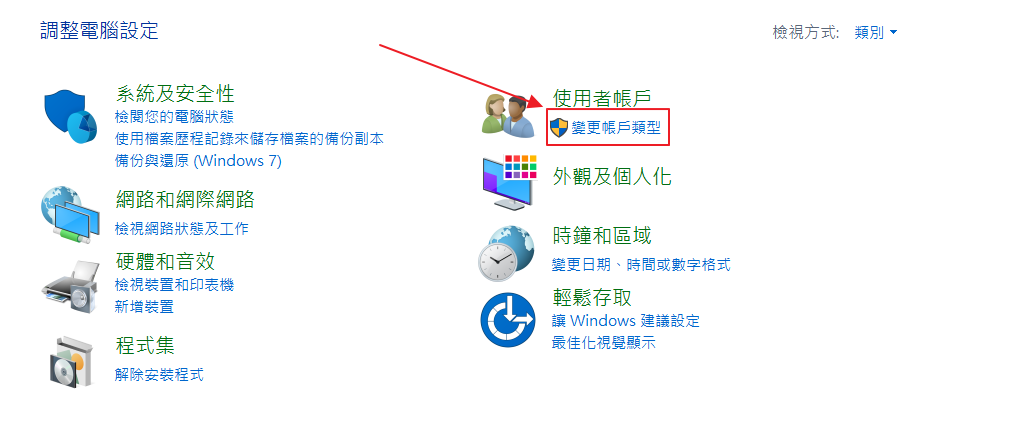 調整電腦設定
檢視方式: 類別
系統及安全性
檢閱您的電腦狀態
使用檔案歷程記錄來儲存檔案的備份副本
備份與還原 (Windows 7)
網路和網際網路
檢視網路狀態及工作
硬體和音效
檢視裝置和印表機
新增裝置
程式集
解除安裝程式
使用者帳戶
變更帳戶類型
外觀及個人化
時鐘和區域
變更日期、時間或數字格式
輕鬆存取
讓 Windows 建議設定
最佳化視覺顯示